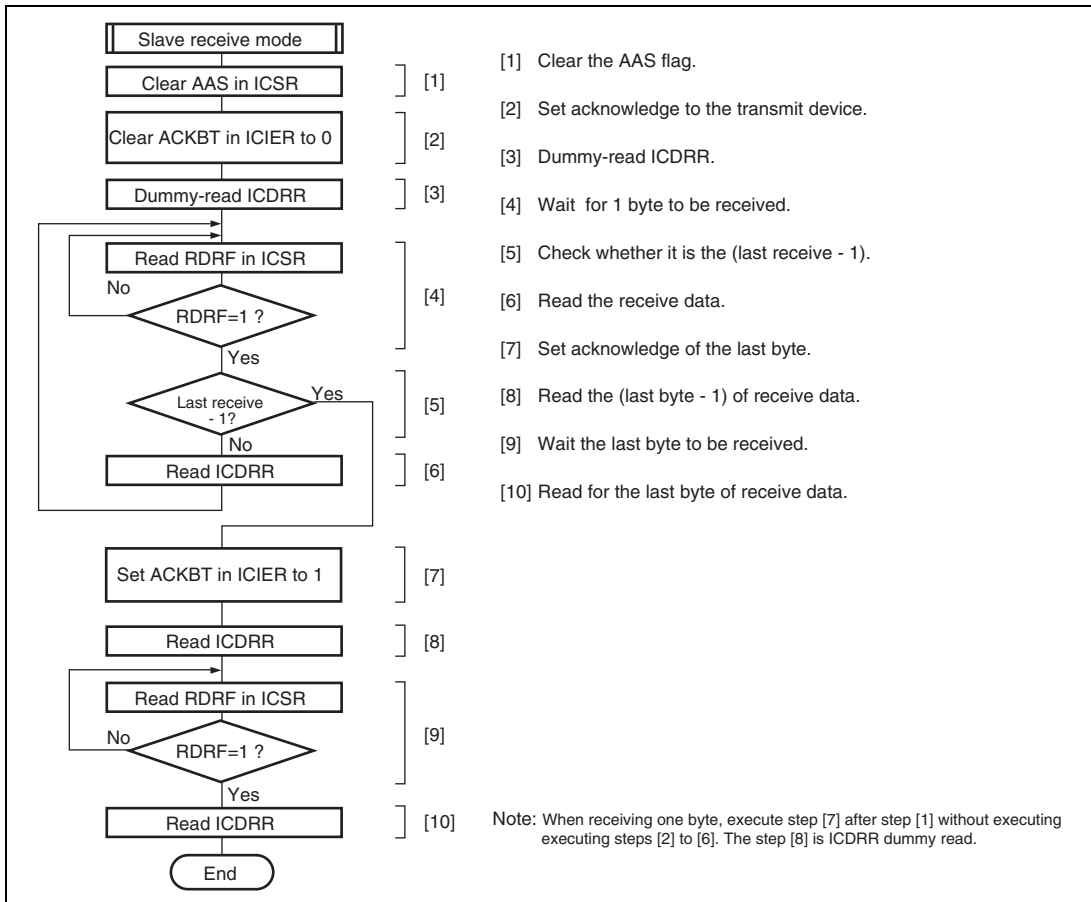 Slave receive mode
Clear AAS in ICSR
[1]
Clear ACKBT in ICIER to 0
[2]
Dummy-read ICDRR
[3]
Read RDRF in ICSR
No
RDRF=1 ?
[4]
Yes
Last receive
- 1?
Yes
[5]
No
Read ICDRR
[6]
Set ACKBT in ICIER to 1
[7]
Read ICDRR
[8]
Read RDRF in ICSR
No
RDRF=1 ?
[9]
Yes
Read ICDRR
[10]
End
[1] Clear the AAS flag.
[2] Set acknowledge to the transmit device.
[3] Dummy-read ICDRR.
[4] Wait for 1 byte to be received.
[5] Check whether it is the (last receive - 1).
[6] Read the receive data.
[7] Set acknowledge of the last byte.
[8] Read the (last byte - 1) of receive data.
[9] Wait the last byte to be received.
[10] Read for the last byte of receive data.
Note: When receiving one byte, execute step [7] after step [1] without executing
executing steps [2] to [6]. The step [8] is ICDRR dummy read.